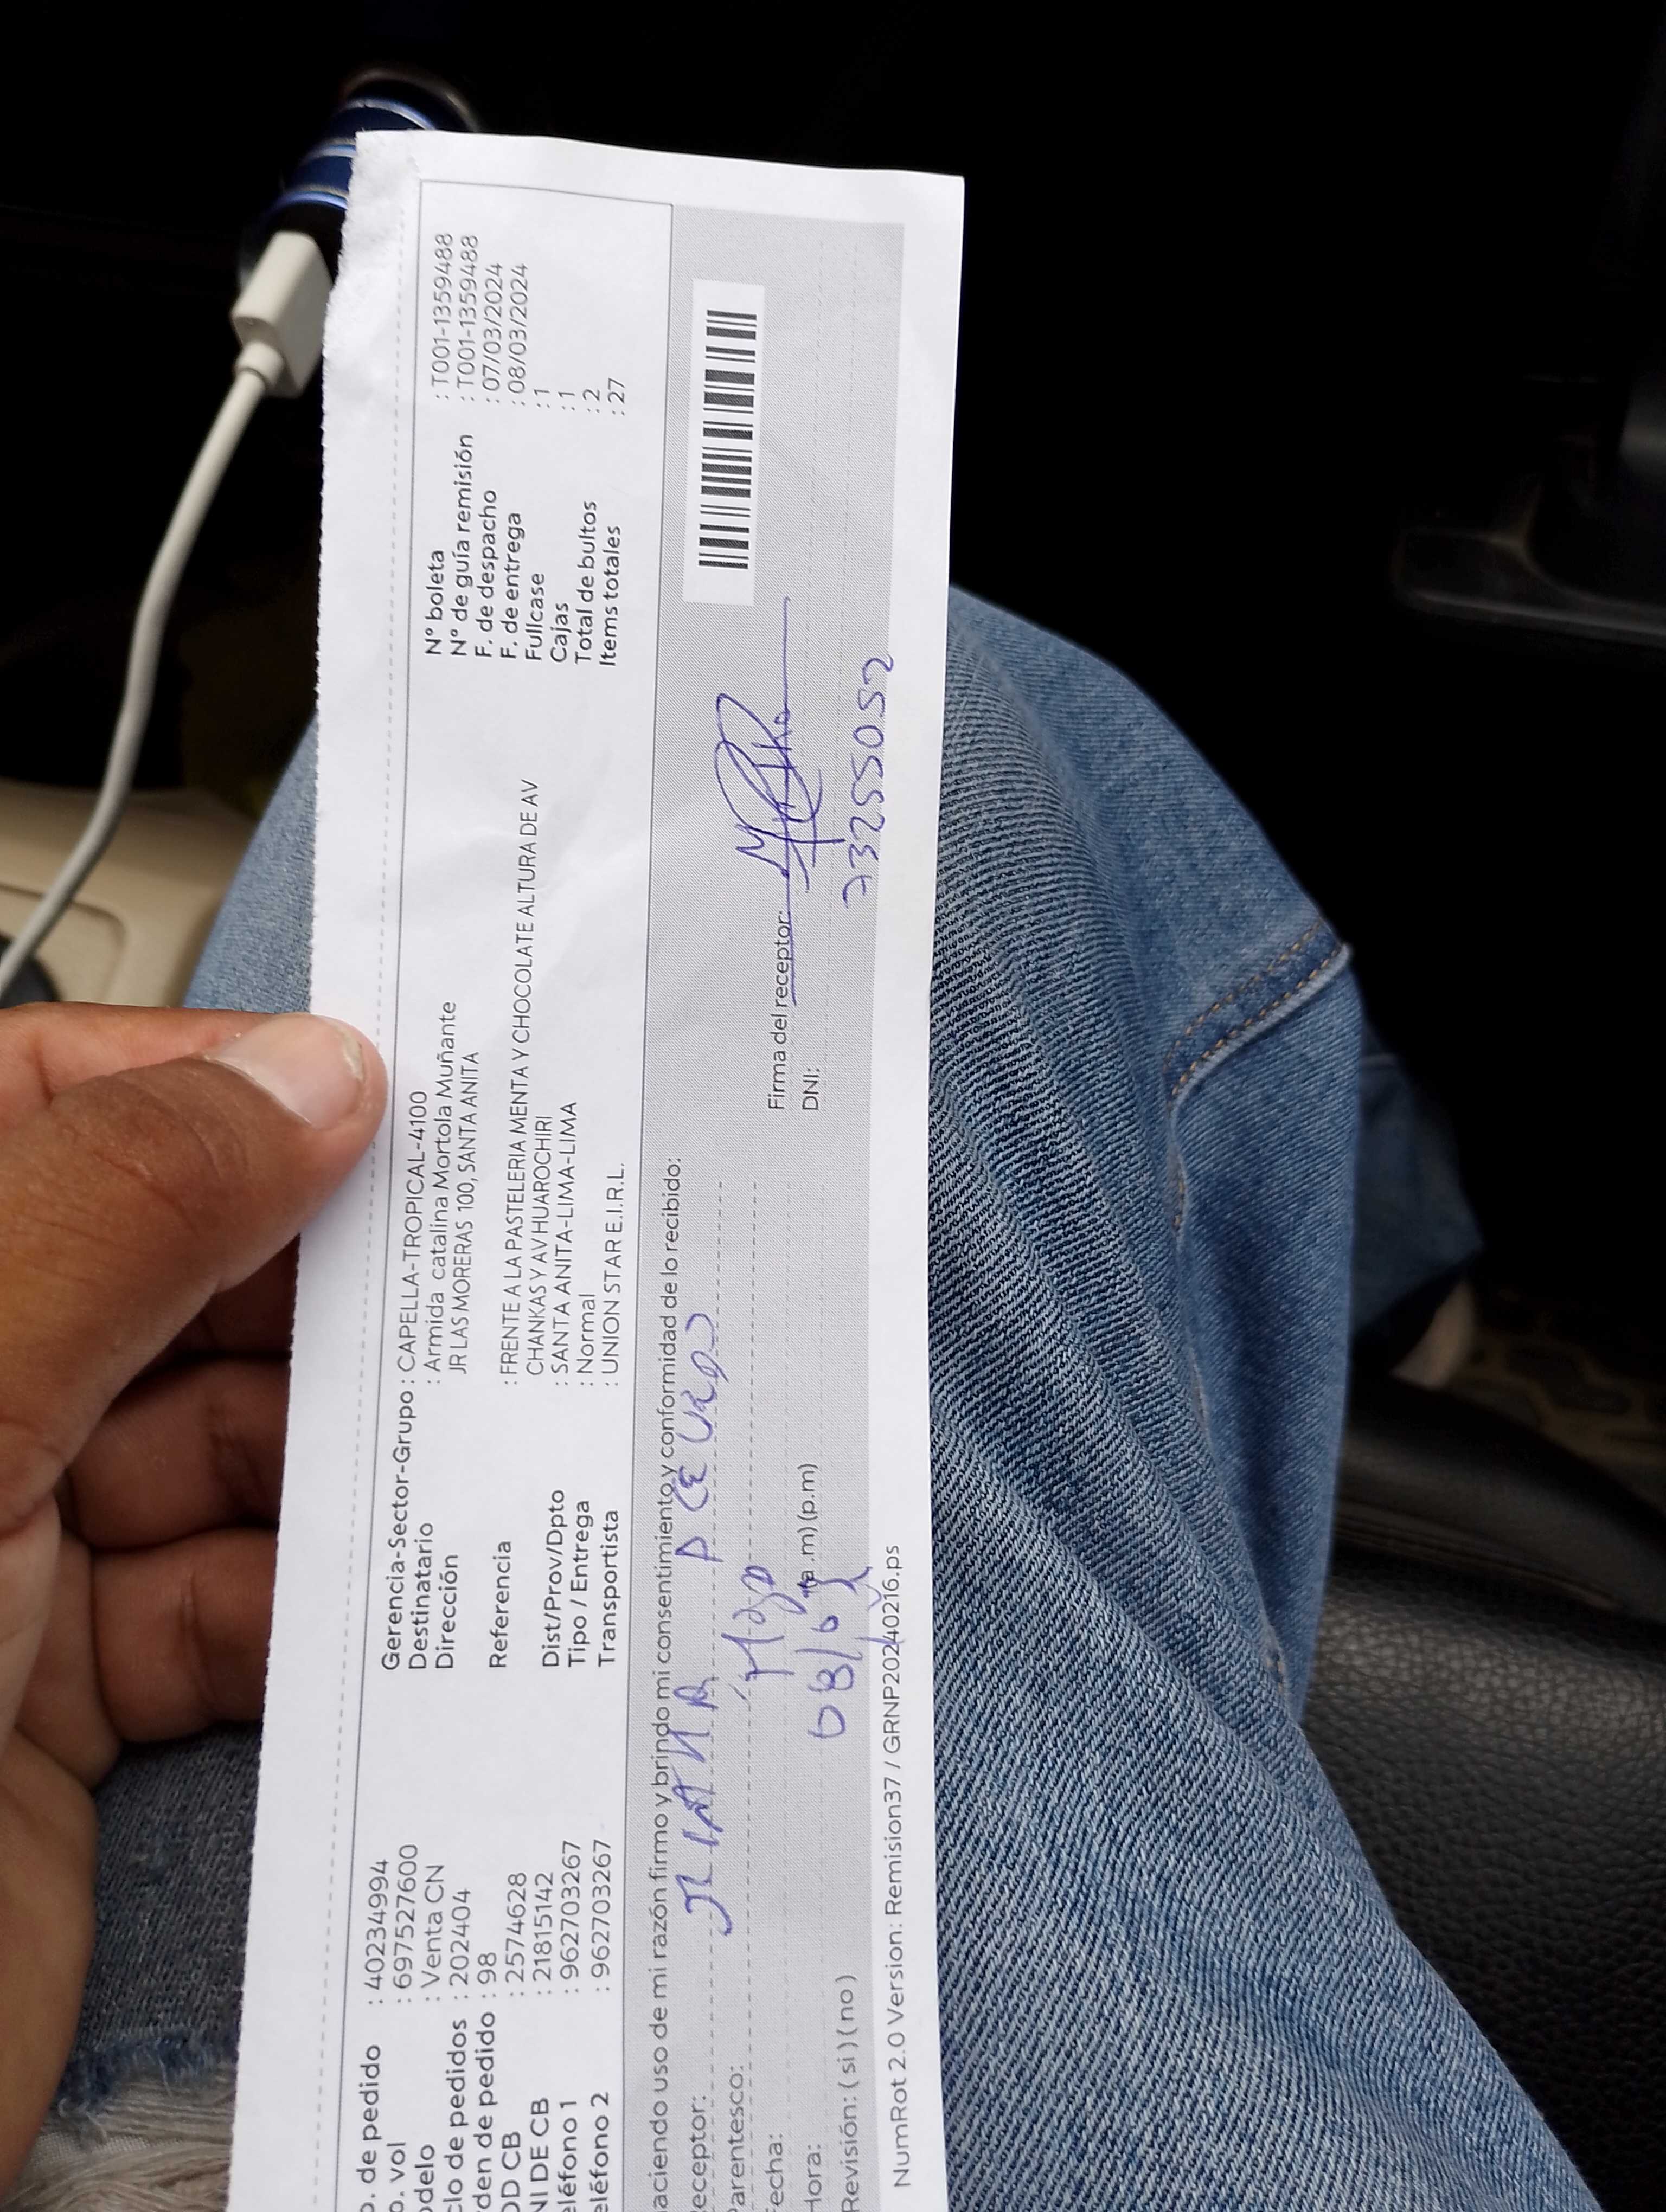 o. de pedido : 40234994
o. vol : 697527600
odelo : Venta CN
clo de pedidos : 202404
den de pedido : 98
OD CB : 2574628
NI DE CB : 21815142
eléfono 1 : 962703267
eléfono 2 : 962703267
Gerencia-Sector-Grupo : CAPELLA-TROPICAL-4100
Destinatario : Armida catalina Mortola Muñante
Dirección JR LAS MORERAS 100, SANTA ANITA
Referencia : FRENTE A LA PASTELERIA MENTA Y CHOCOLATE ALTURA DE AV
CHANKAS Y AV HUAROCHIRI
Dist/Prov/Dpto : SANTA ANITA-LIMA-LIMA
Tipo / Entrega : Normal
Transportista : UNION STAR E.I.R.L.
N° boleta : T001-1359488
N° de guía remisión : T001-1359488
F. de despacho : 07/03/2024
F. de entrega : 08/03/2024
Fullcase : 1
Cajas : 1
Total de bultos : 2
Items totales : 27
aciendo uso de mi razón firmo y brindo mi consentimiento y conformidad de lo recibido:
eceptor:
Parentesco:
echa:
Hora: (a.m) (p.m)
Revisión: ( si ) ( no )
Firma del receptor:
DNI: 73255052
NumRot 2.0 Version: Remision37 / GRNP20240216.ps